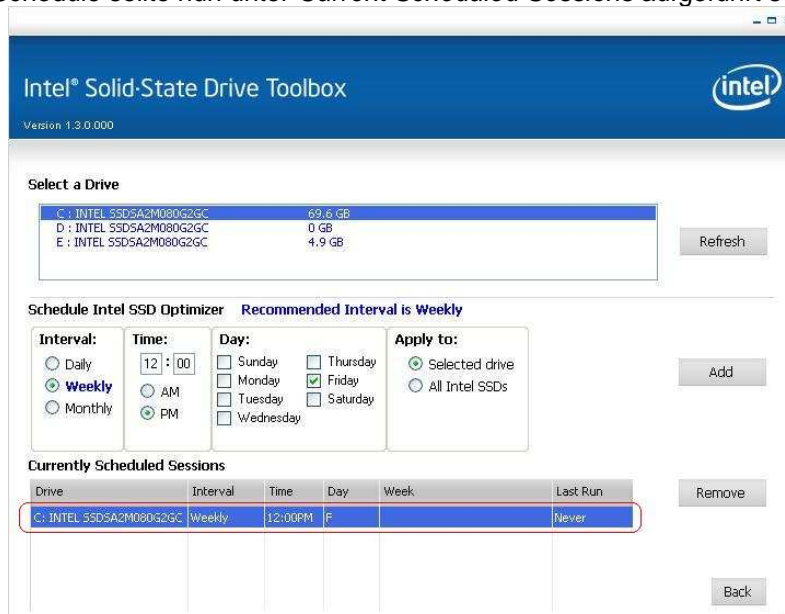 Schedule sollte nun unter Current Scheduled Sessions aufgeführt
Intel® Solid-State Drive Toolbox
intel
Version 1.3.0.000
Select a Drive
C : INTEL SSDSA2M080G2GC 69.6 GB
D : INTEL SSDSA2M080G2GC 0 GB
E : INTEL SSDSA2M080G2GC 4.9 GB
Refresh
Schedule Intel SSD Optimizer Recommended Interval is Weekly
Interval: Time: Day: Apply to:
Daily 12 : 00 Sunday Thursday Selected drive
Weekly AM Monday Friday All Intel SSDs
Monthly PM Tuesday Saturday
Wednesday
Add
Currently Scheduled Sessions
Drive Interval Time Day Week Last Run
Remove
C: INTEL SSDSA2M080G2GC Weekly 12:00PM F Never
Back